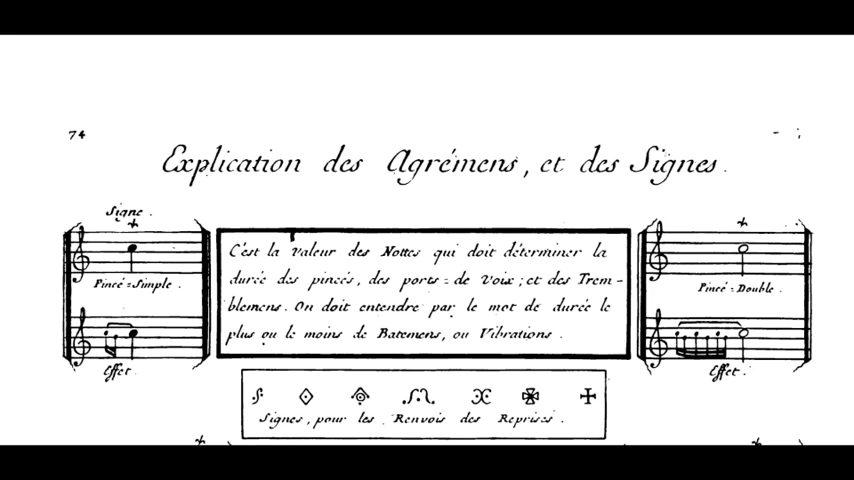 74
Explication des Agrémens, et des Signes.
Signe.
Pincé=Simple.
Effet.
C'est la valeur des Nottes qui doit déterminer la
durée des pincés, des ports=de Voix; et des Trem-
blemens. On doit entendre par le mot de durée le
plus ou le moins de Batemens, ou Vibrations.
Pincé=Double.
Effet.
Signes, pour les Renvois des Reprises.